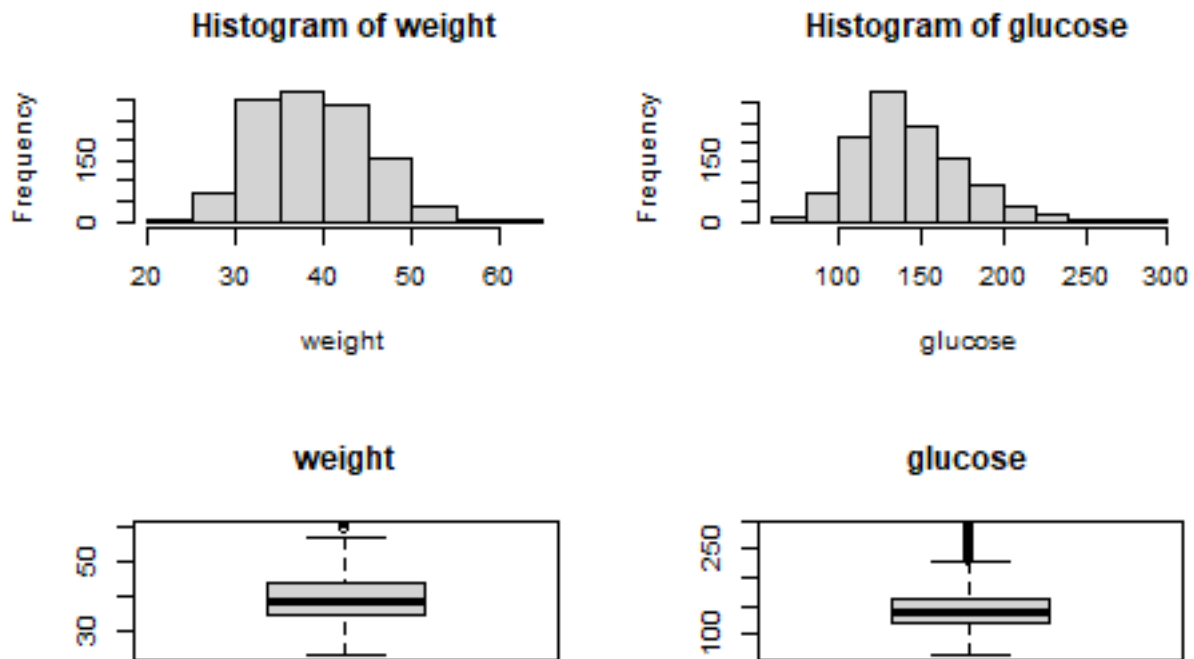 Histogram of weight
Frequency
0 150
20 30 40 50 60
weight
Histogram of glucose
Frequency
0 150
100 150 200 250 300
glucose
weight
30 50
glucose
100 250